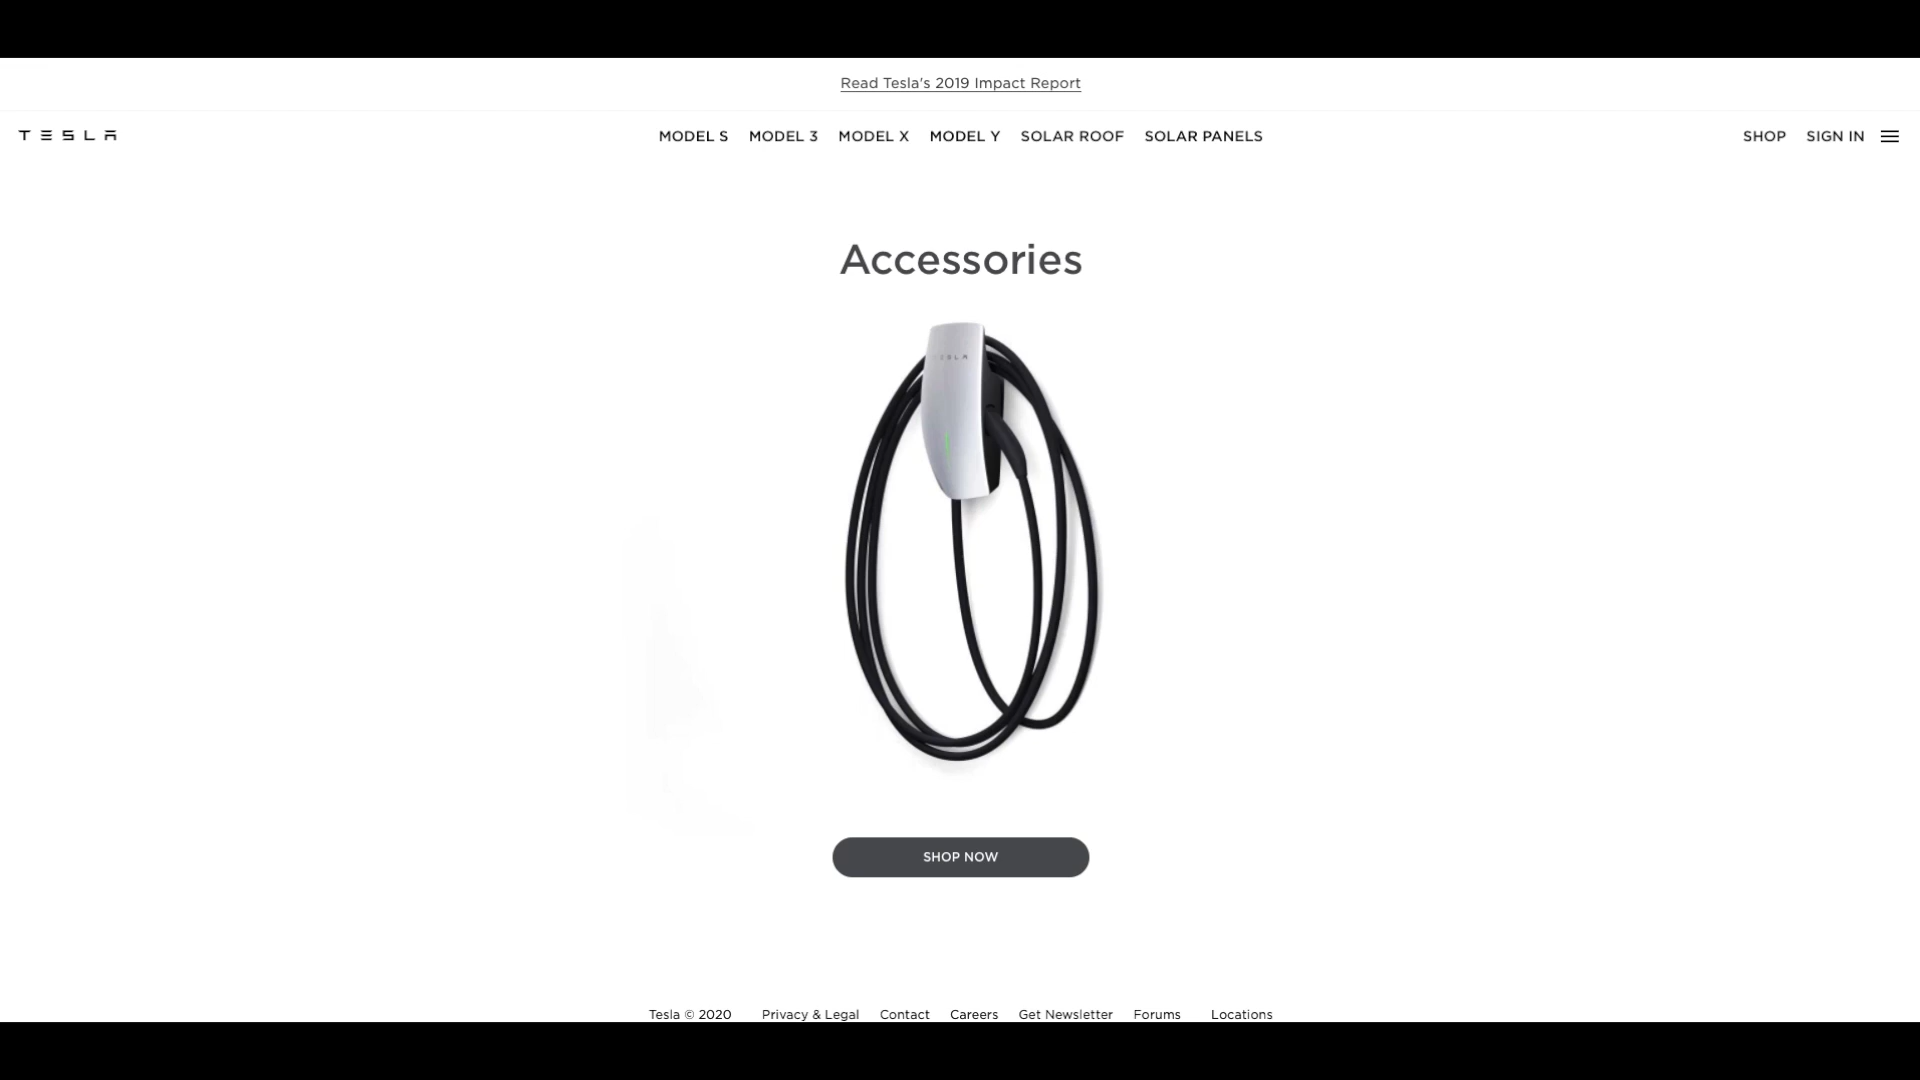 Read Tesla's 2019 Impact Report
TESLA MODEL S MODEL 3 MODEL X MODEL Y SOLAR ROOF SOLAR PANELS SHOP SIGN IN
Accessories
TESLA
SHOP NOW
Tesla © 2020 Privacy & Legal Contact Careers Get Newsletter Forums Locations